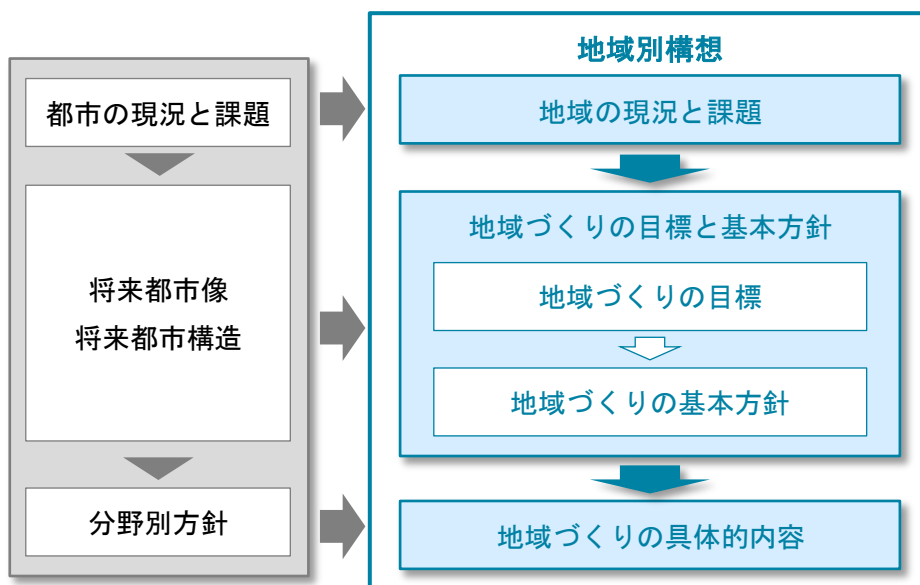 都市の現況と課題
将来都市像
将来都市構造
分野別方針
地域別構想
地域の現況と課題
地域づくりの目標と基本方針
地域づくりの目標
地域づくりの基本方針
地域づくりの具体的内容